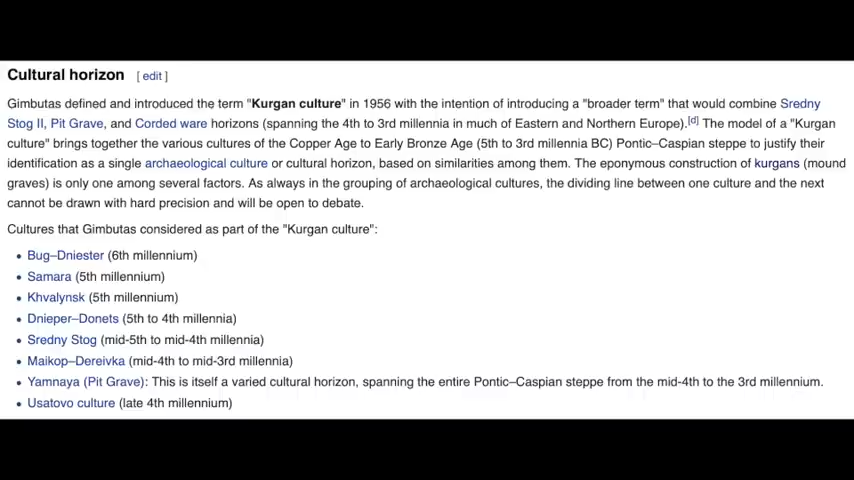 Cultural horizon [ edit ]
Gimbutas defined and introduced the term "Kurgan culture" in 1956 with the intention of introducing a "broader term" that would combine Sredny
Stog II, Pit Grave, and Corded ware horizons (spanning the 4th to 3rd millennia in much of Eastern and Northern Europe).[d] The model of a "Kurgan
culture" brings together the various cultures of the Copper Age to Early Bronze Age (5th to 3rd millennia BC) Pontic–Caspian steppe to justify their
identification as a single archaeological culture or cultural horizon, based on similarities among them. The eponymous construction of kurgans (mound
graves) is only one among several factors. As always in the grouping of archaeological cultures, the dividing line between one culture and the next
cannot be drawn with hard precision and will be open to debate.
Cultures that Gimbutas considered as part of the "Kurgan culture":
• Bug–Dniester (6th millennium)
• Samara (5th millennium)
• Khvalynsk (5th millennium)
• Dnieper–Donets (5th to 4th millennia)
• Sredny Stog (mid-5th to mid-4th millennia)
• Maikop–Dereivka (mid-4th to mid-3rd millennia)
• Yamnaya (Pit Grave): This is itself a varied cultural horizon, spanning the entire Pontic–Caspian steppe from the mid-4th to the 3rd millennium.
• Usatovo culture (late 4th millennium)